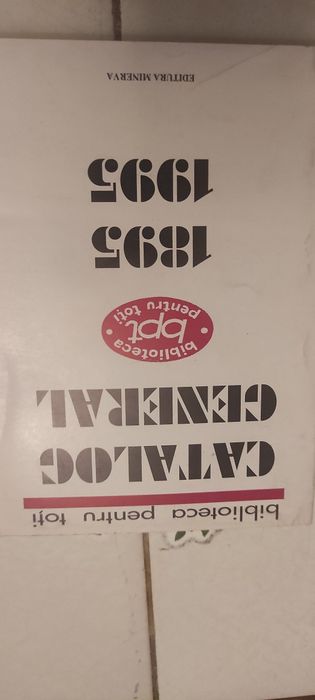 biblioteca pentru toți
CATALOG
GENERAL
biblioteca
bpt
pentru toți
1895
1995
EDITURA MINERVA